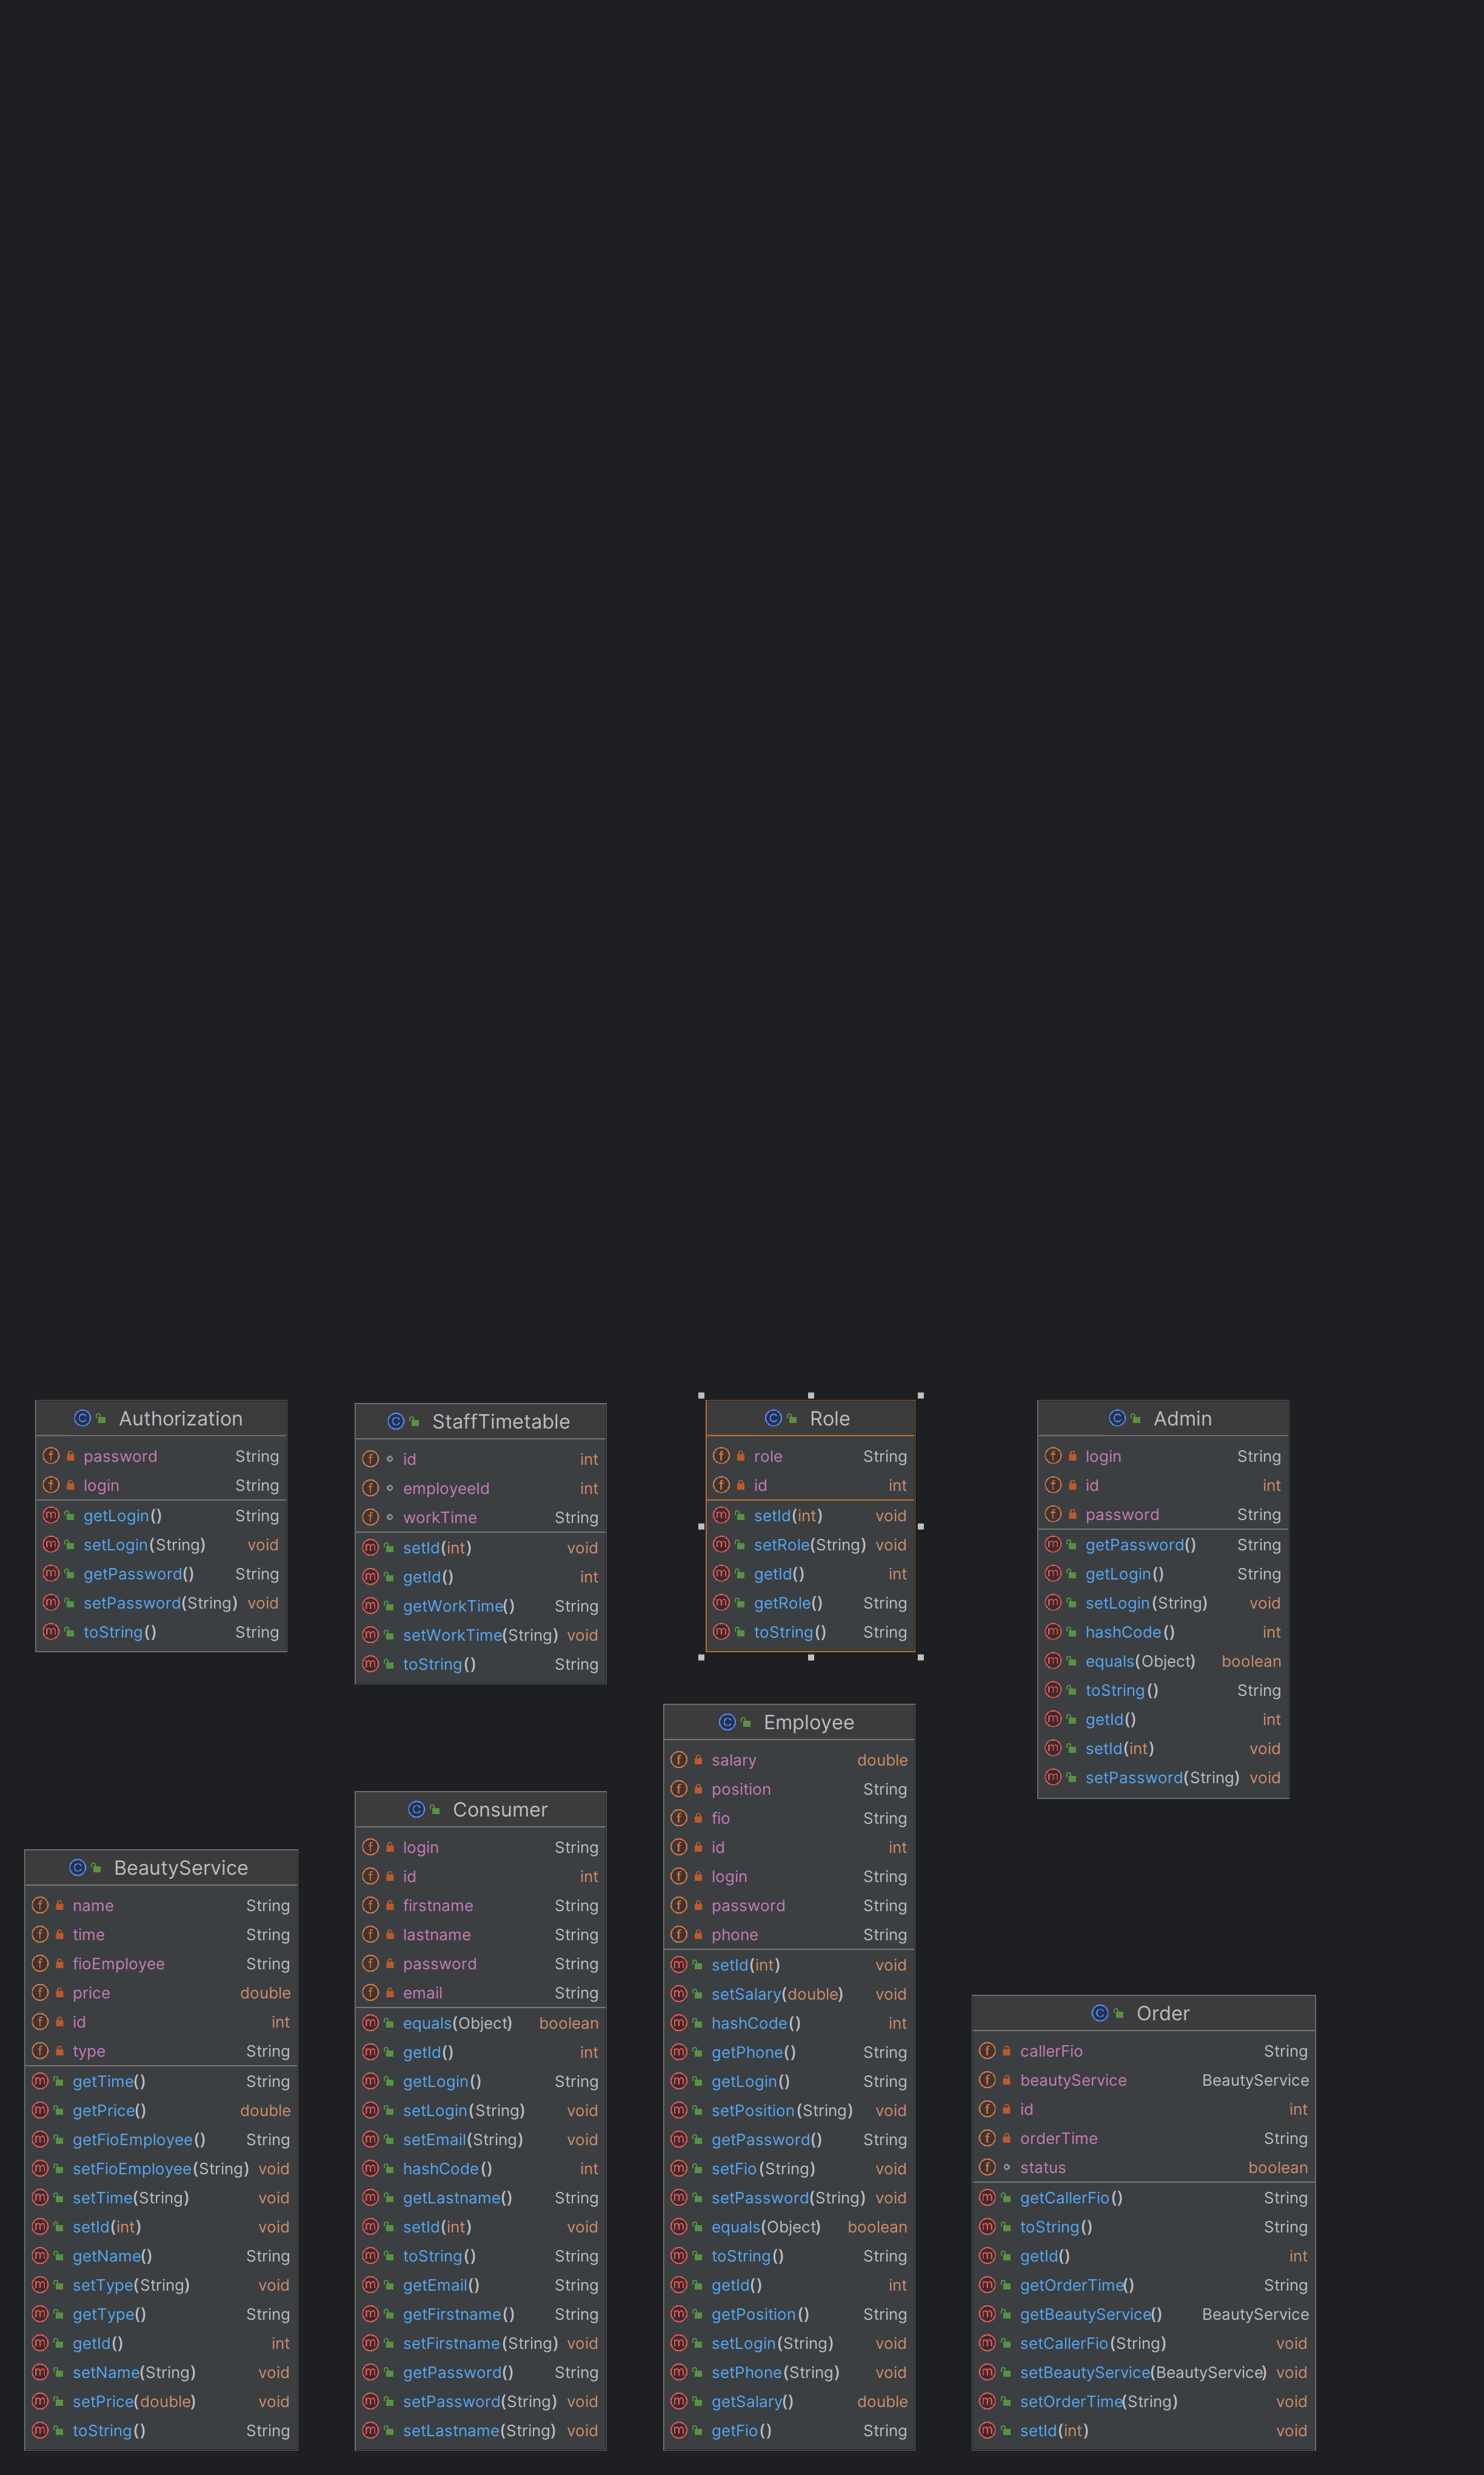 Authorization
password String
login String
getLogin() String
setLogin(String) void
getPassword() String
setPassword(String) void
toString() String
StaffTimetable
id int
employeeId int
workTime String
setId(int) void
getId() int
getWorkTime() String
setWorkTime(String) void
toString() String
Role
role String
id int
setId(int) void
setRole(String) void
getId() int
getRole() String
toString() String
Admin
login String
id int
password String
getPassword() String
getLogin() String
setLogin(String) void
hashCode() int
equals(Object) boolean
toString() String
getId() int
setId(int) void
setPassword(String) void
BeautyService
name String
time String
fioEmployee String
price double
id int
type String
getTime() String
getPrice() double
getFioEmployee() String
setFioEmployee(String) void
setTime(String) void
setId(int) void
getName() String
setType(String) void
getType() String
getId() int
setName(String) void
setPrice(double) void
toString() String
Consumer
login String
id int
firstname String
lastname String
password String
email String
equals(Object) boolean
getId() int
getLogin() String
setLogin(String) void
setEmail(String) void
hashCode() int
getLastname() String
setId(int) void
toString() String
getEmail() String
getFirstname() String
setFirstname(String) void
getPassword() String
setPassword(String) void
setLastname(String) void
Employee
salary double
position String
fio String
id int
login String
password String
phone String
setId(int) void
setSalary(double) void
hashCode() int
getPhone() String
getLogin() String
setPosition(String) void
getPassword() String
setFio(String) void
setPassword(String) void
equals(Object) boolean
toString() String
getId() int
getPosition() String
setLogin(String) void
setPhone(String) void
getSalary() double
getFio() String
Order
callerFio String
beautyService BeautyService
id int
orderTime String
status boolean
getCallerFio() String
toString() String
getId() int
getOrderTime() String
getBeautyService() BeautyService
setCallerFio(String) void
setBeautyService(BeautyService) void
setOrderTime(String) void
setId(int) void